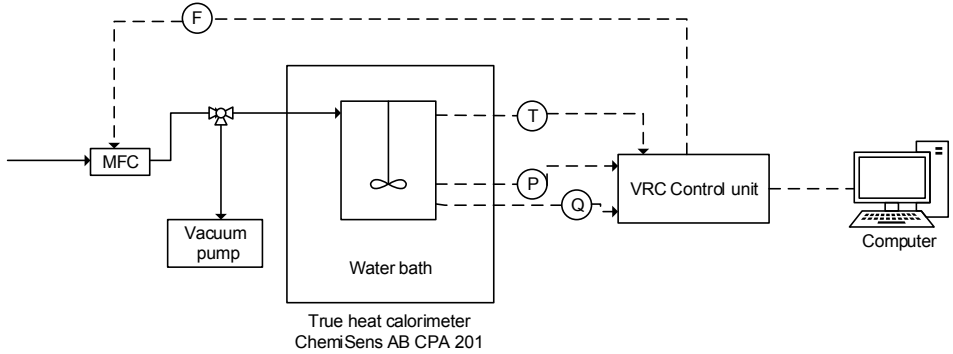 F
T
MFC
P
VRC Control unit
Q
Vacuum
pump
Computer
Water bath
True heat calorimeter
ChemiSens AB CPA 201